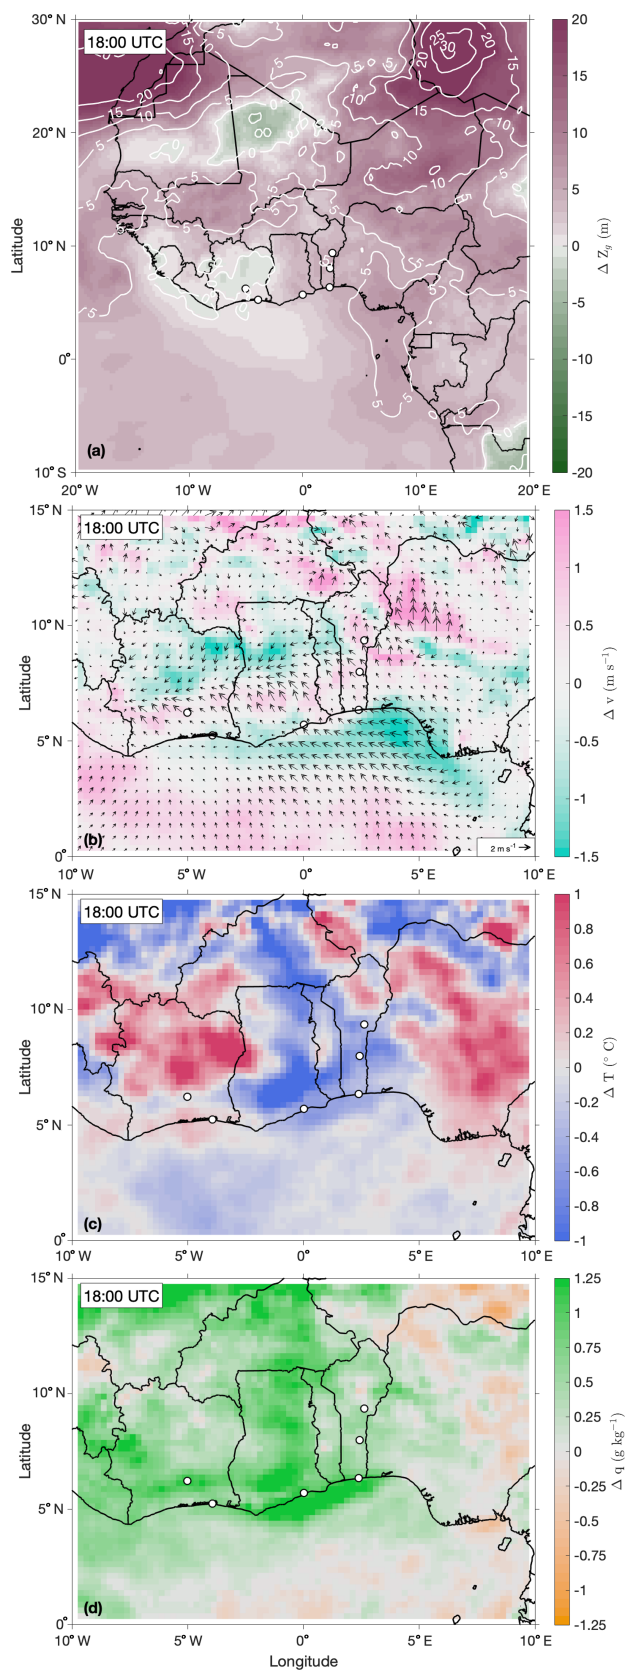 30° N
18:00 UTC
20° N
10° N
0°
10° S
Latitude
(a)
20° W
10° W
0°
10° E
20° E
20
15
10
5
0
-5
-10
-15
-20
Δ Zg (m)
15° N
18:00 UTC
10° N
5° N
0°
Latitude
(b)
2 m s-1
10° W
5° W
0°
5° E
10° E
1.5
1
0.5
0
-0.5
-1
-1.5
Δ v (m s−1)
15° N
18:00 UTC
10° N
5° N
0°
Latitude
(c)
10° W
5° W
0°
5° E
10° E
1
0.8
0.6
0.4
0.2
0
-0.2
-0.4
-0.6
-0.8
-1
Δ T (° C)
15° N
18:00 UTC
10° N
5° N
0°
Latitude
(d)
10° W
5° W
0°
5° E
10° E
Longitude
1.25
1
0.75
0.5
0.25
0
-0.25
-0.5
-0.75
-1
-1.25
Δ q (g kg−1)